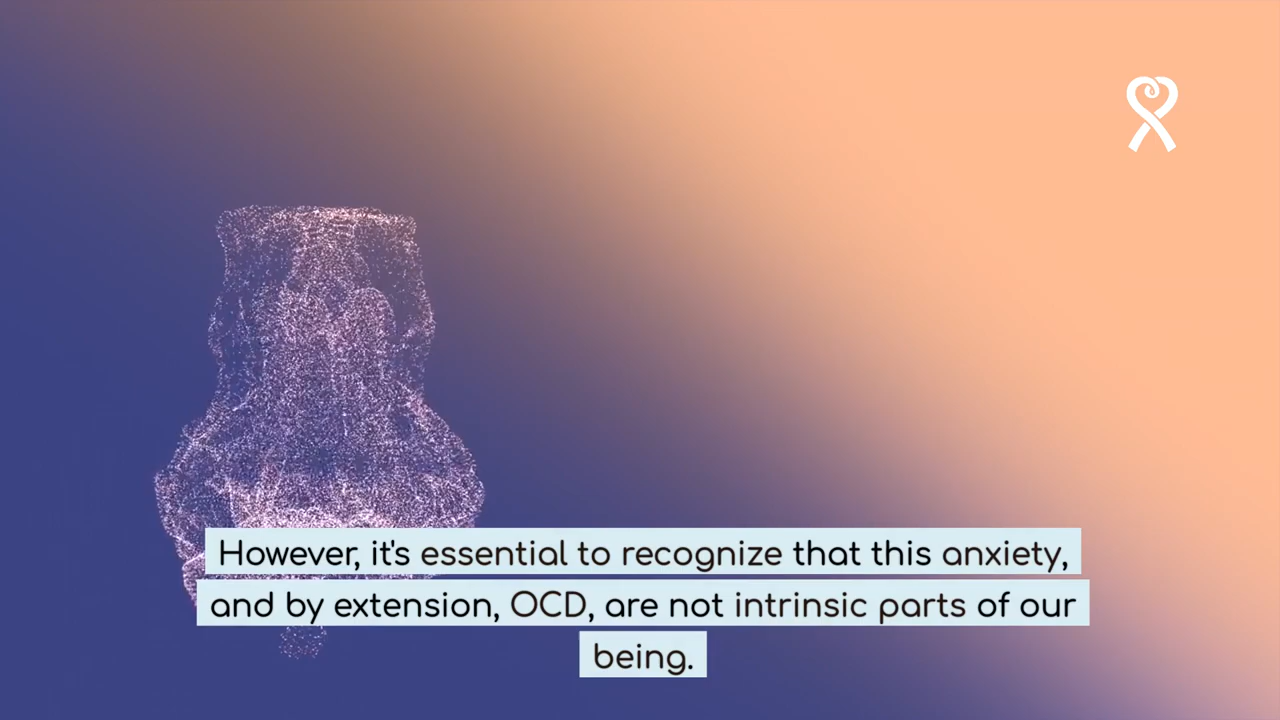 However, it's essential to recognize that this anxiety,
and by extension, OCD, are not intrinsic parts of our
being.